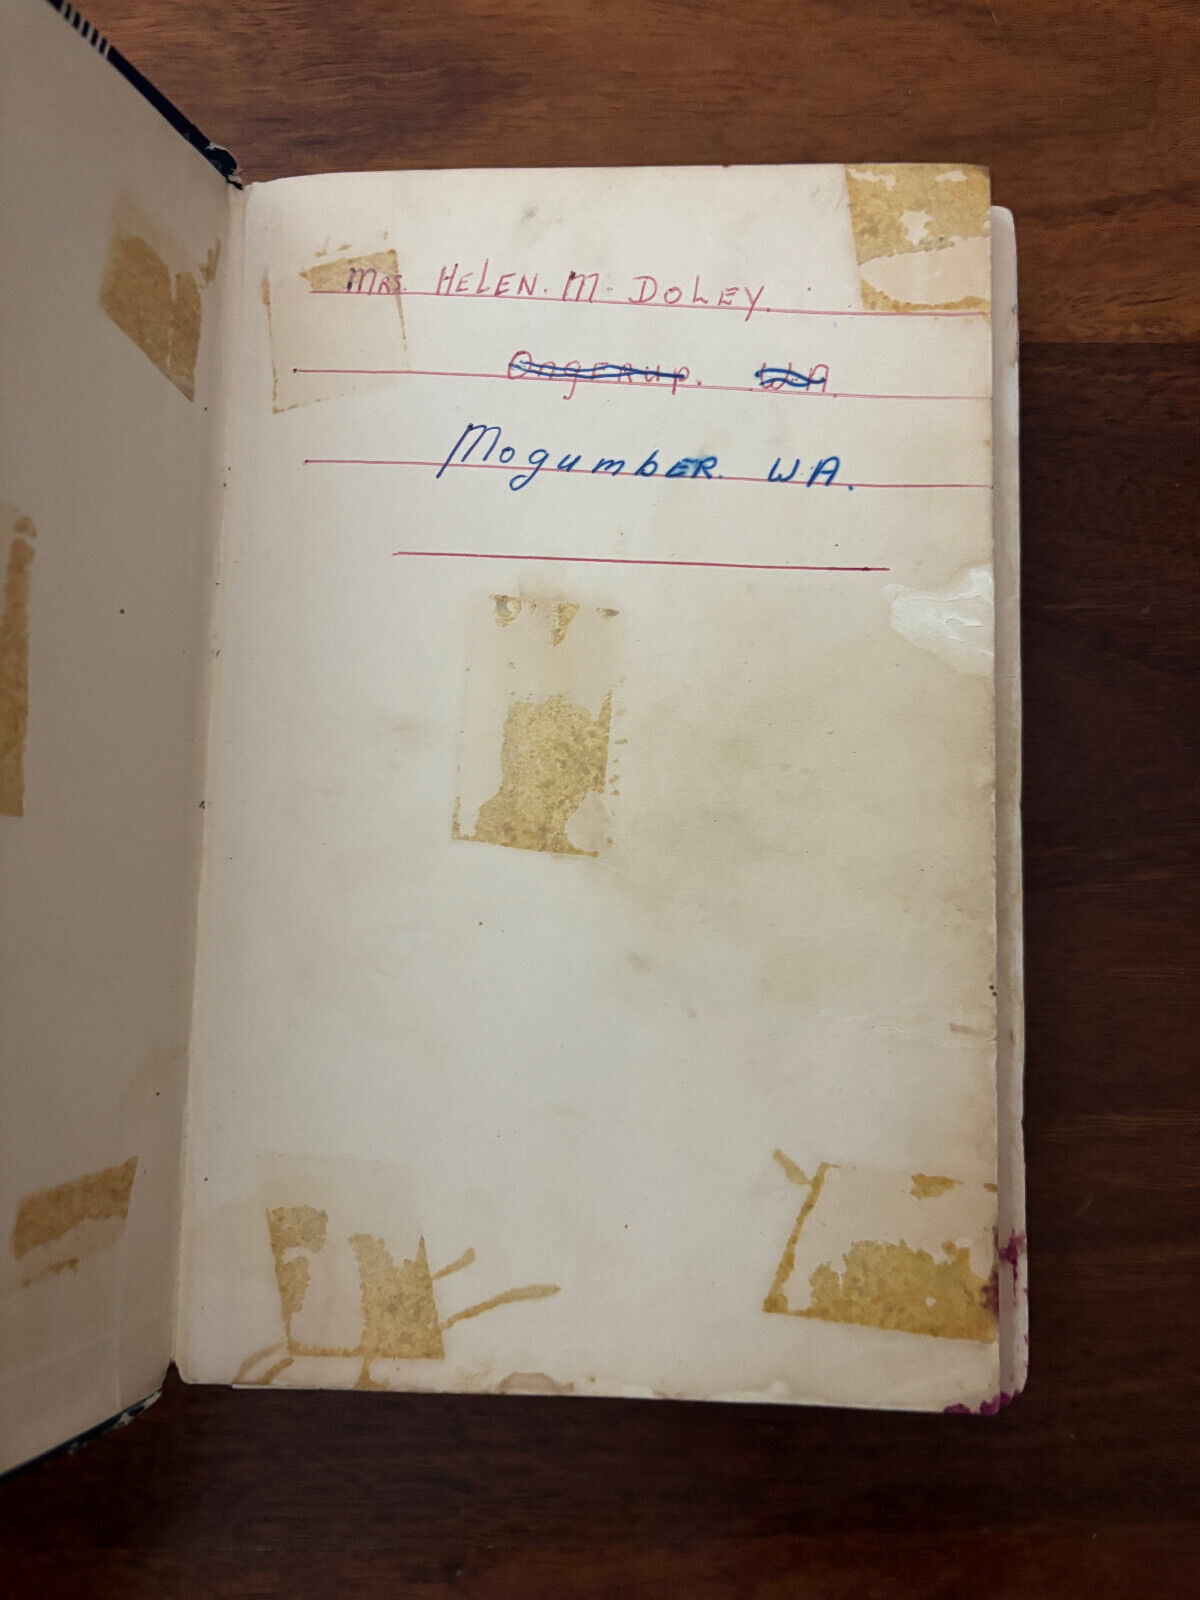 Mrs. HELEN. M. DOLEY.
Ongerup. WA.
MogumbER. WA.